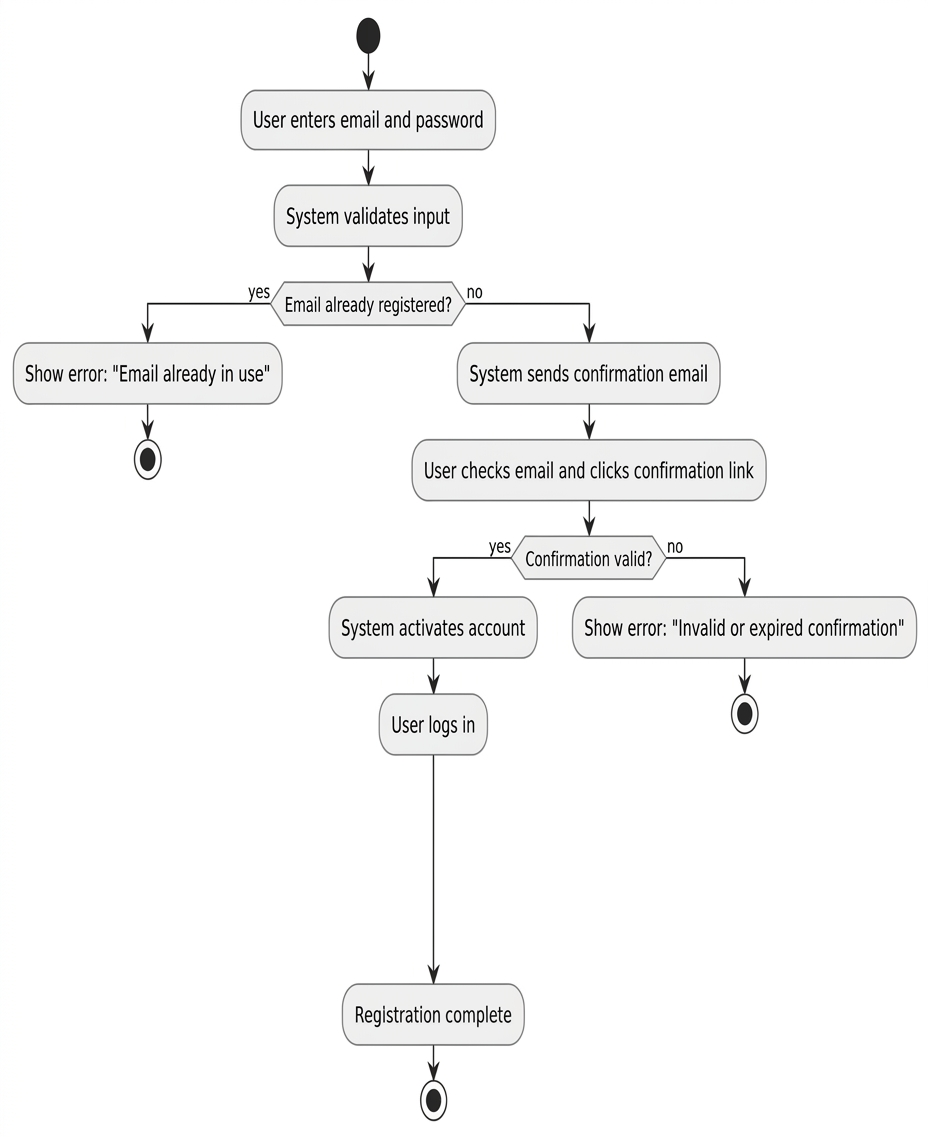 User enters email and password
System validates input
yes
Email already registered?
no
Show error: "Email already in use"
System sends confirmation email
User checks email and clicks confirmation link
yes
Confirmation valid?
no
System activates account
Show error: "Invalid or expired confirmation"
User logs in
Registration complete